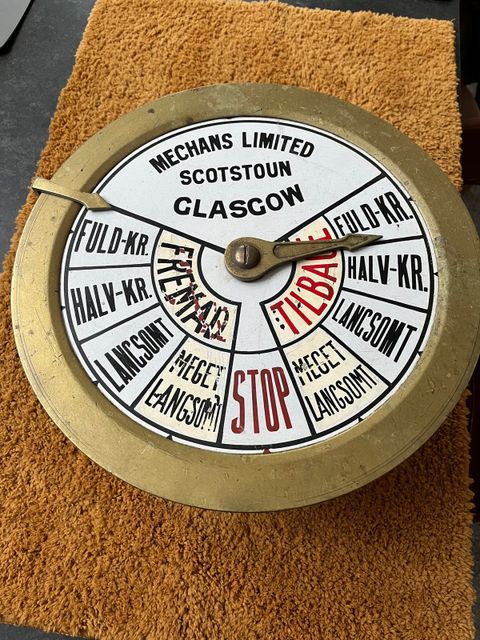 MECHANS LIMITED
SCOTSTOUN
GLASGOW
FULD-KR.
HALV-KR.
LANGSOMT
MEGET
LANGSOMT
FREMAD
STOP
TILBAGE
MEGET
LANGSOMT
LANGSOMT
HALV-KR.
FULD-KR.